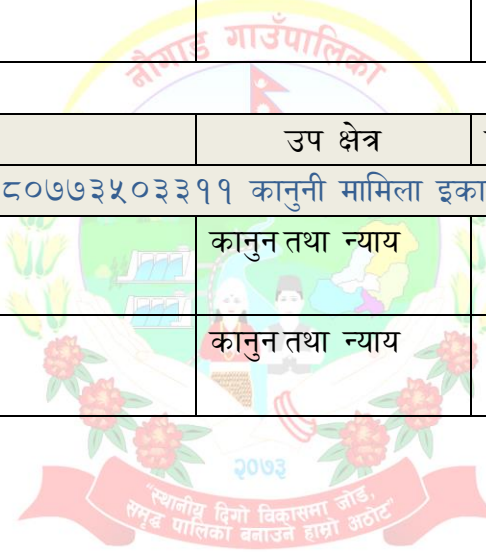 नौगाड गाउँपालिका
उप क्षेत्र
८०७७३५०३३११ कानुनी मामिला इका
कानुन तथा न्याय
कानुन तथा न्याय
२०७३
"स्थानीय दिगो विकासमा जोड,
समृद्ध पालिका बनाउने हाम्रो अठोट"